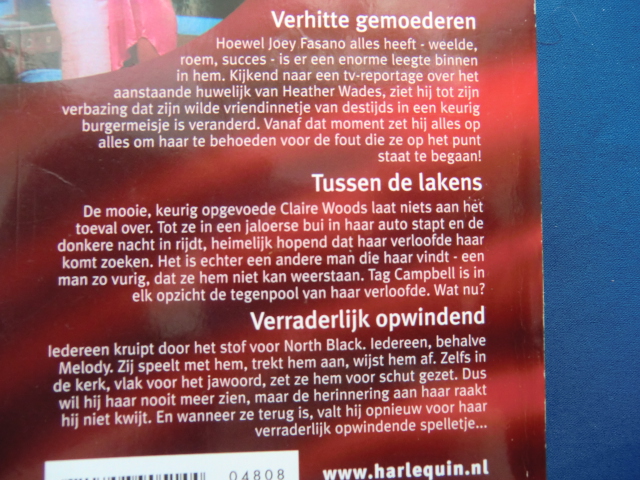 Verhitte gemoederen
Hoewel Joey Fasano alles heeft - weelde,
roem, succes - is er een enorme leegte binnen
in hem. Kijkend naar een tv-reportage over het
aanstaande huwelijk van Heather Wades, ziet hij tot zijn
verbazing dat zijn wilde vriendinnetje van destijds in een keurig
burgermeisje is veranderd. Vanaf dat moment zet hij alles op
alles om haar te behoeden voor de fout die ze op het punt
staat te begaan!
Tussen de lakens
De mooie, keurig opgevoede Claire Woods laat niets aan het
toeval over. Tot ze in een jaloerse bui in haar auto stapt en de
donkere nacht in rijdt, heimelijk hopend dat haar verloofde haar
komt zoeken. Het is echter een andere man die haar vindt - een
man zo vurig, dat ze hem niet kan weerstaan. Tag Campbell is in
elk opzicht de tegenpool van haar verloofde. Wat nu?
Verraderlijk opwindend
Iedereen kruipt door het stof voor North Black. Iedereen, behalve
Melody. Zij speelt met hem, trekt hem aan, wijst hem af. Zelfs in
de kerk, vlak voor het jawoord, zet ze hem voor schut gezet. Dus
wil hij haar nooit meer zien, maar de herinnering aan haar raakt
hij niet kwijt. En wanneer ze terug is, valt hij opnieuw voor haar
verraderlijk opwindende spelletje...
04808
www.harlequin.nl